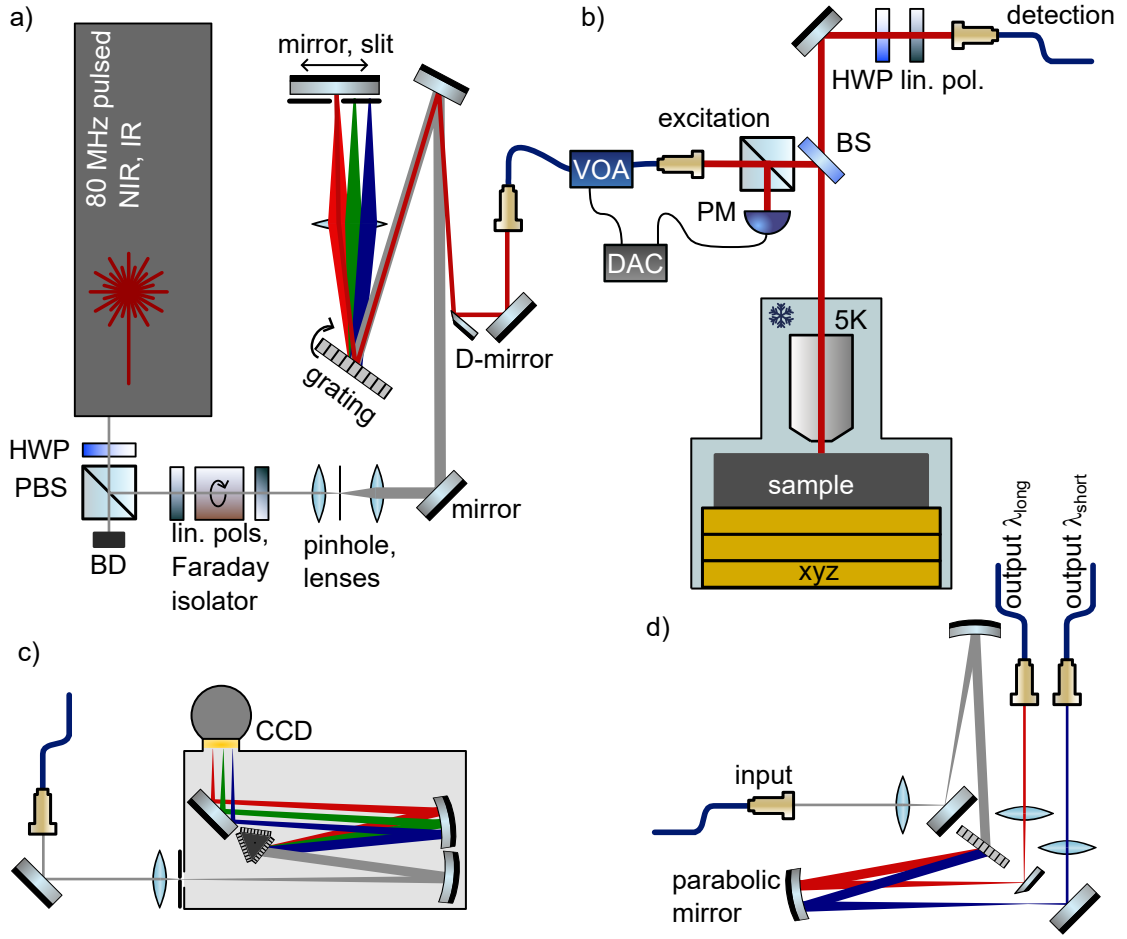 a)
80 MHz pulsed
NIR, IR
mirror, slit
grating
D-mirror
HWP
PBS
BD
lin. pols,
Faraday
isolator
pinhole,
lenses
mirror
b)
detection
HWP lin. pol.
excitation
BS
VOA
PM
DAC
5K
sample
xyz
c)
CCD
d)
output λlong
output λshort
input
parabolic
mirror